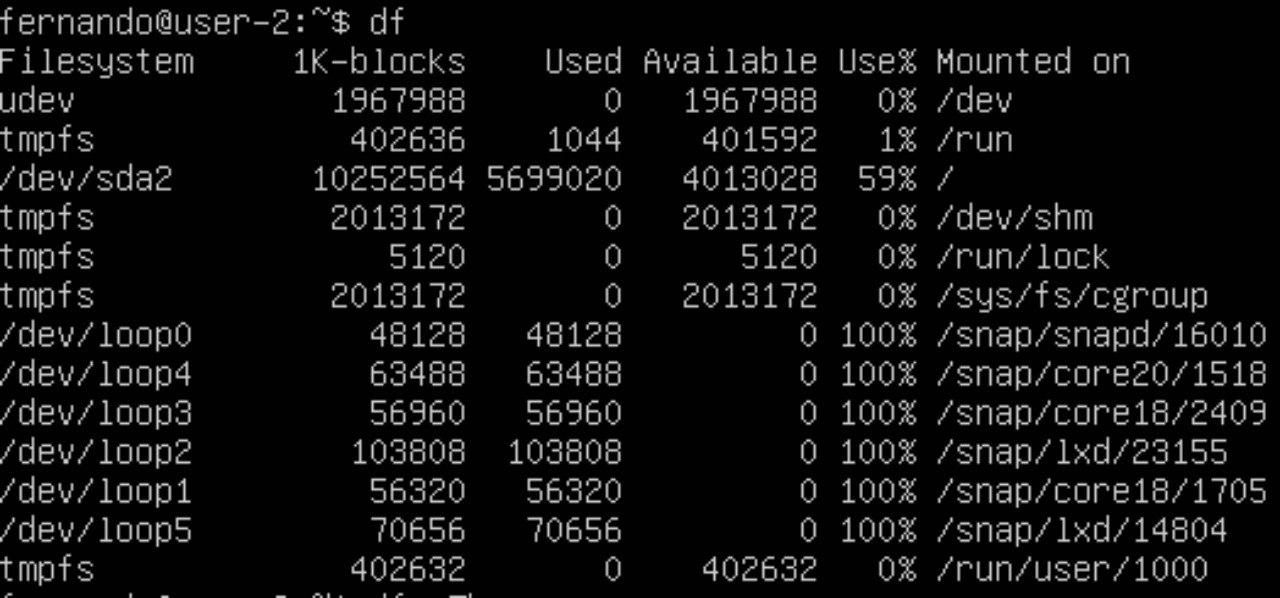 fernando@user-2:~$ df
Filesystem     1K-blocks    Used Available Use% Mounted on
udev             1967988       0   1967988   0% /dev
tmpfs             402636    1044    401592   1% /run
/dev/sda2       10252564 5699020   4013028  59% /
tmpfs            2013172       0   2013172   0% /dev/shm
tmpfs               5120       0      5120   0% /run/lock
tmpfs            2013172       0   2013172   0% /sys/fs/cgroup
/dev/loop0         48128   48128         0 100% /snap/snapd/16010
/dev/loop4         63488   63488         0 100% /snap/core20/1518
/dev/loop3         56960   56960         0 100% /snap/core18/2409
/dev/loop2        103808  103808         0 100% /snap/lxd/23155
/dev/loop1         56320   56320         0 100% /snap/core18/1705
/dev/loop5         70656   70656         0 100% /snap/lxd/14804
tmpfs             402632       0    402632   0% /run/user/1000